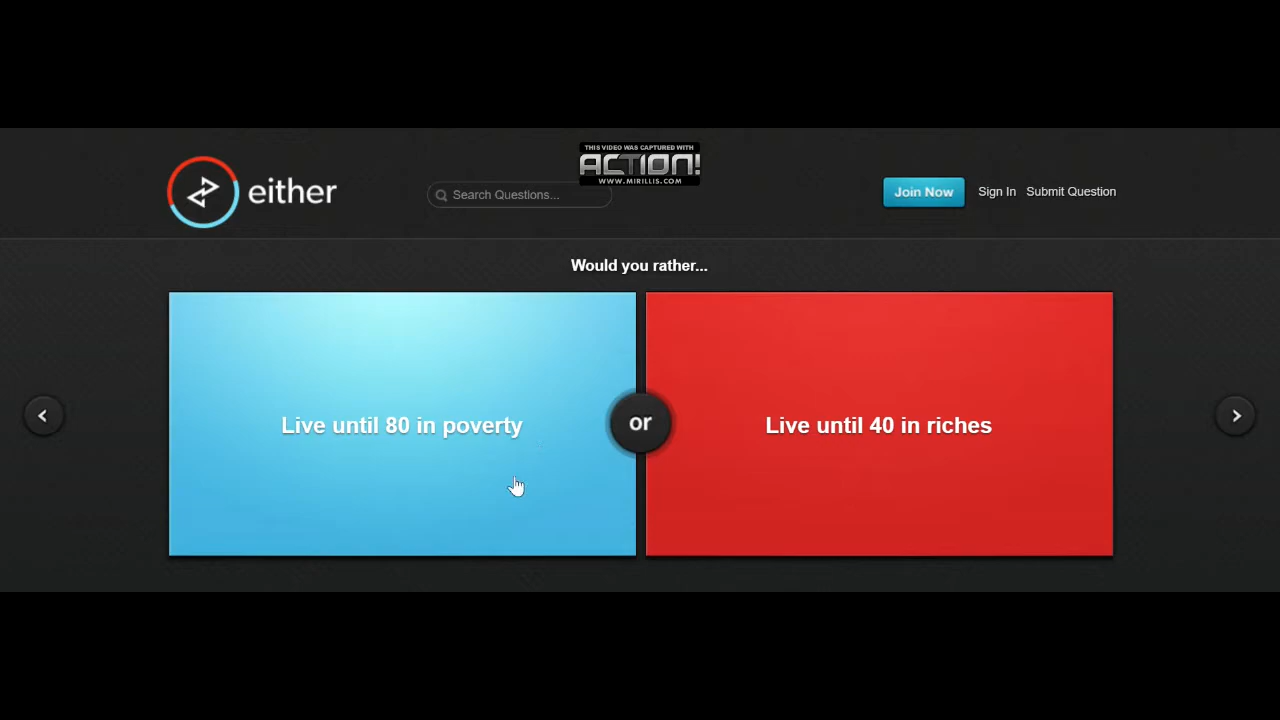 THIS VIDEO WAS CAPTURED WITH
ACTION!
WWW.MIRILLIS.COM
either
Search Questions...
Join Now
Sign In
Submit Question
Would you rather...
Live until 80 in poverty
or
Live until 40 in riches